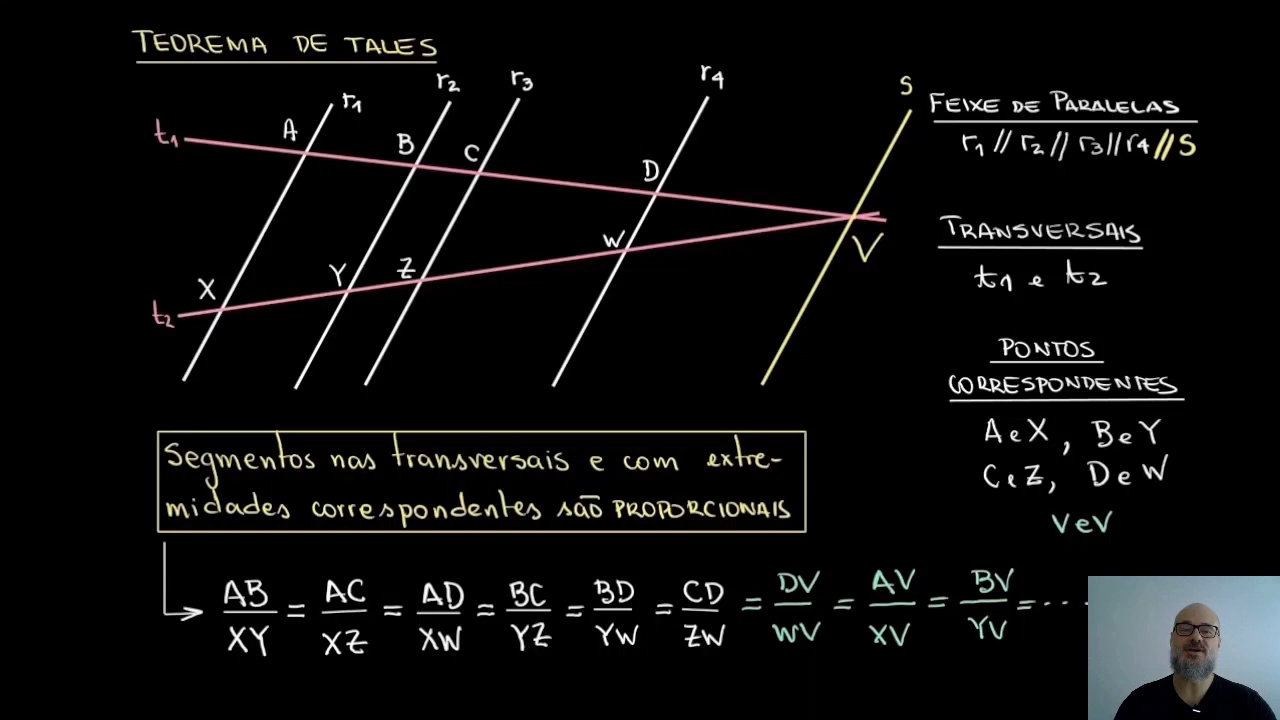 TEOREMA DE TALES
r1
r2
r3
r4
S
t1
A
B
C
D
X
Y
Z
W
V
t2
FEIXE DE PARALELAS
r1 // r2 // r3 // r4 // S
TRANSVERSAIS
t1 e t2
PONTOS
CORRESPONDENTES
A e X, B e Y
C e Z, D e W
V e V
Segmentos nas transversais e com extre-
midades correspondentes são PROPORCIONAIS
AB/XY = AC/XZ = AD/XW = BC/YZ = BD/YW = CD/ZW = DV/WV = AV/XV = BV/YV = ...